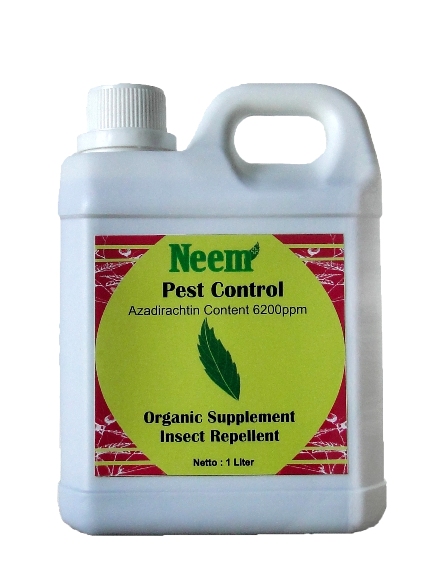 Neem
Pest Control
Azadirachtin Content 6200ppm
Organic Supplement
Insect Repellent
Netto : 1 Liter